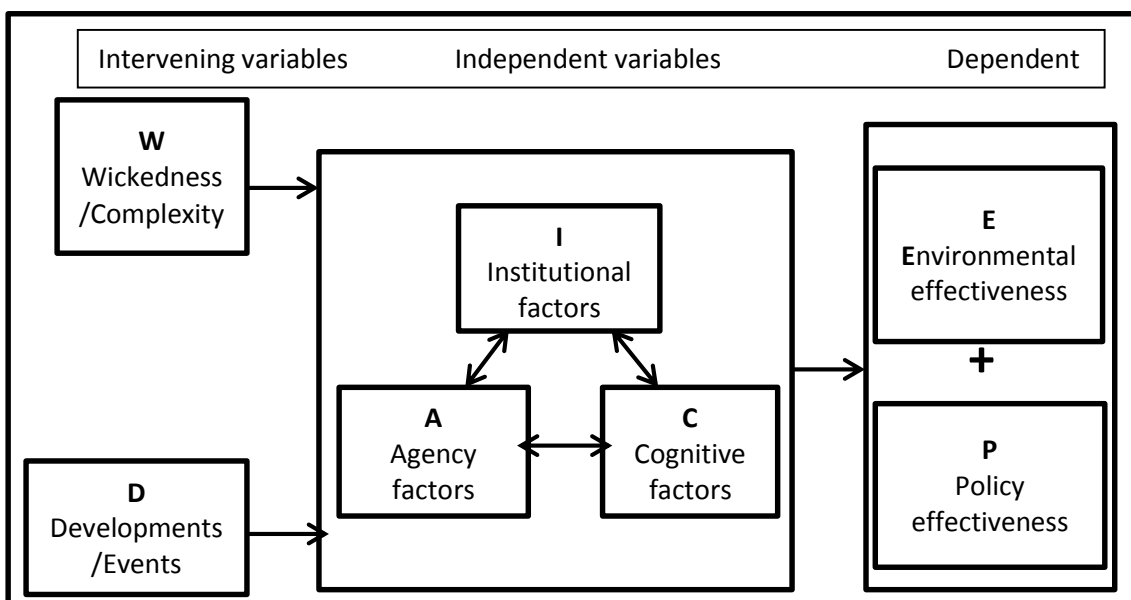 Intervening variables Independent variables Dependent
W
Wickedness
/Complexity
D
Developments
/Events
I
Institutional
factors
A
Agency
factors
C
Cognitive
factors
E
Environmental
effectiveness
+
P
Policy
effectiveness